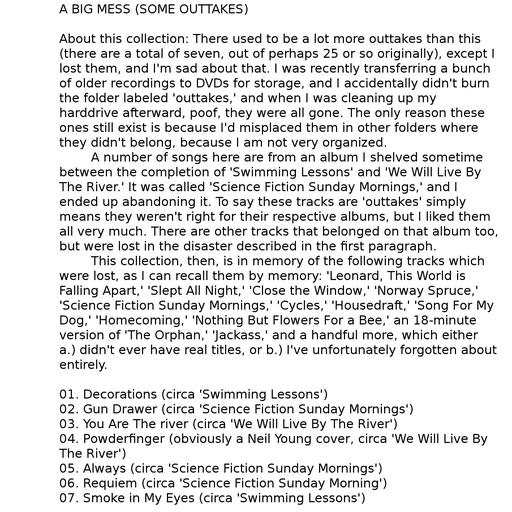 A BIG MESS (SOME OUTTAKES)
About this collection: There used to be a lot more outtakes than this
(there are a total of seven, out of perhaps 25 or so originally), except I
lost them, and I'm sad about that. I was recently transferring a bunch
of older recordings to DVDs for storage, and I accidentally didn't burn
the folder labeled 'outtakes,' and when I was cleaning up my
harddrive afterward, poof, they were all gone. The only reason these
ones still exist is because I'd misplaced them in other folders where
they didn't belong, because I am not very organized.
A number of songs here are from an album I shelved sometime
between the completion of 'Swimming Lessons' and 'We Will Live By
The River.' It was called 'Science Fiction Sunday Mornings,' and I
ended up abandoning it. To say these tracks are 'outtakes' simply
means they weren't right for their respective albums, but I liked them
all very much. There are other tracks that belonged on that album too,
but were lost in the disaster described in the first paragraph.
This collection, then, is in memory of the following tracks which
were lost, as I can recall them by memory: 'Leonard, This World is
Falling Apart,' 'Slept All Night,' 'Close the Window,' 'Norway Spruce,'
'Science Fiction Sunday Mornings,' 'Cycles,' 'Housedraft,' 'Song For My
Dog,' 'Homecoming,' 'Nothing But Flowers For a Bee,' an 18-minute
version of 'The Orphan,' 'Jackass,' and a handful more, which either
a.) didn't ever have real titles, or b.) I've unfortunately forgotten about
entirely.
01. Decorations (circa 'Swimming Lessons')
02. Gun Drawer (circa 'Science Fiction Sunday Mornings')
03. You Are The river (circa 'We Will Live By The River')
04. Powderfinger (obviously a Neil Young cover, circa 'We Will Live By
The River')
05. Always (circa 'Science Fiction Sunday Mornings')
06. Requiem (circa 'Science Fiction Sunday Morning')
07. Smoke in My Eyes (circa 'Swimming Lessons')